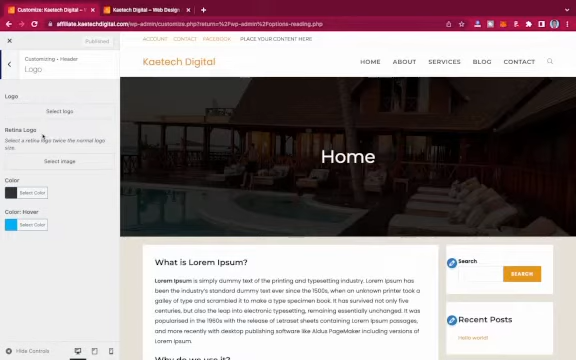 Customize: Kaetech Digital
Kaetech Digital – Web Design
affiliate.kaetechdigital.com/wp-admin/customize.php?return=%2Fwp-admin%2Foptions-reading.php
Published
Customizing • Header
Logo
Logo
Select logo
Retina Logo
Select a retina logo twice the normal logo
size.
Select image
Color
Select Color
Color: Hover
Select Color
Hide Controls
ACCOUNT CONTACT FACEBOOK PLACE YOUR CONTENT HERE
Kaetech Digital
HOME ABOUT SERVICES BLOG CONTACT
Home
What is Lorem Ipsum?
Lorem Ipsum is simply dummy text of the printing and typesetting industry. Lorem Ipsum has
been the industry's standard dummy text ever since the 1500s, when an unknown printer took a
galley of type and scrambled it to make a type specimen book. It has survived not only five
centuries, but also the leap into electronic typesetting, remaining essentially unchanged. It was
popularised in the 1960s with the release of Letraset sheets containing Lorem Ipsum passages,
and more recently with desktop publishing software like Aldus PageMaker including versions of
Lorem Ipsum.
Why do we use it?
Search
SEARCH
Recent Posts
Hello world!